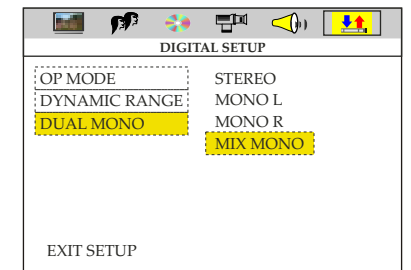 DIGITAL SETUP
OP MODE
DYNAMIC RANGE
DUAL MONO
STEREO
MONO L
MONO R
MIX MONO
EXIT SETUP